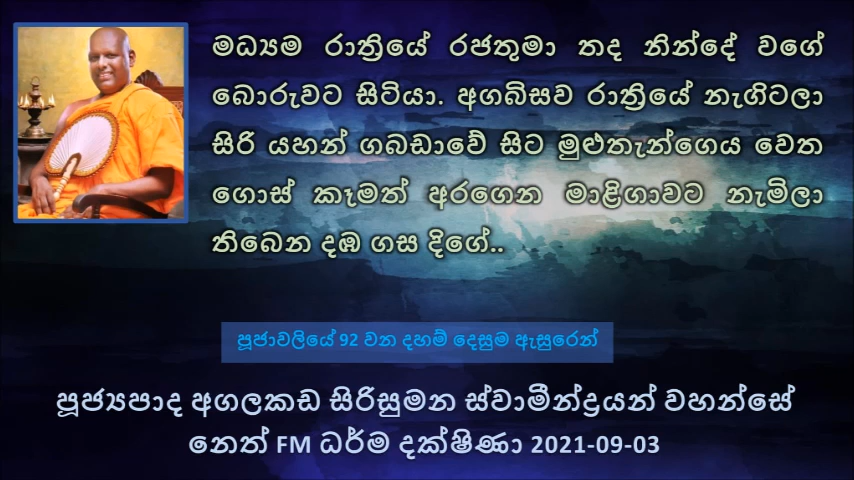 මධ්‍යම රාත්‍රියේ රජතුමා තද නින්දේ වගේ
බොරුවට සිටියා. අගබිසව රාත්‍රියේ නැගිටලා
සිරි යහන් ගබඩාවේ සිට මුළුතැන්ගෙය වෙත
ගොස් කෑමත් අරගෙන මාළිගාවට නැමිලා
තිබෙන දඹ ගස දිගේ..
පූජාවලියේ 92 වන දහම් දෙසුම ඇසුරෙන්
පූජ්‍යපාද අගලකඩ සිරිසුමන ස්වාමීන්ද්‍රයන් වහන්සේ
නෙත් FM ධර්ම දක්ෂිණා 2021-09-03